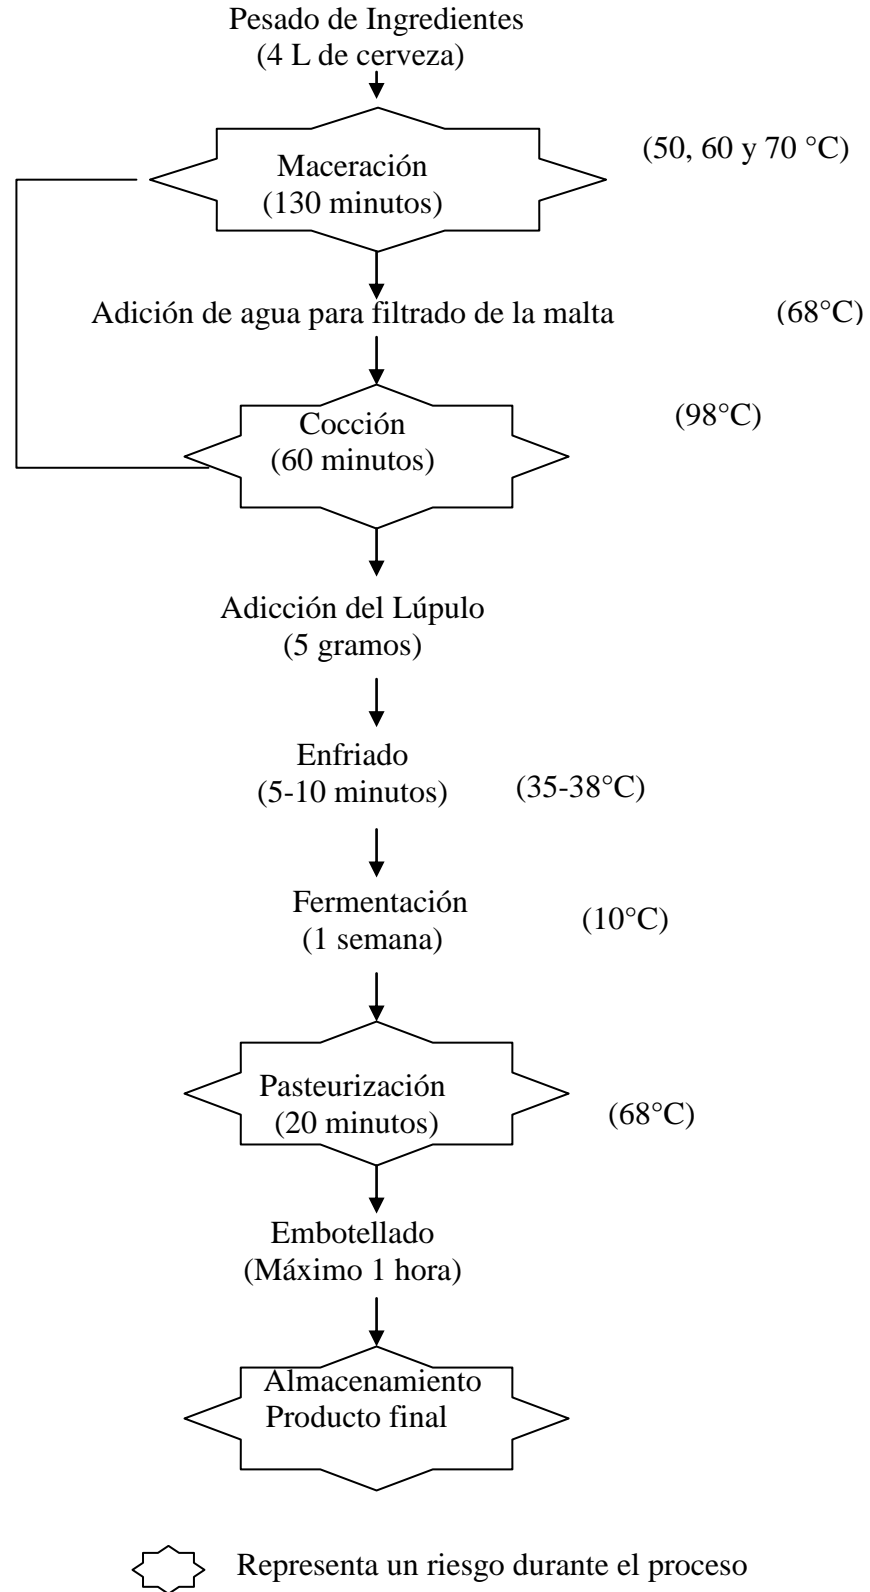 Pesado de Ingredientes
(4 L de cerveza)
Maceración
(130 minutos)
(50, 60 y 70 °C)
Adición de agua para filtrado de la malta
(68°C)
Cocción
(60 minutos)
(98°C)
Adicción del Lúpulo
(5 gramos)
Enfriado
(5-10 minutos)
(35-38°C)
Fermentación
(1 semana)
(10°C)
Pasteurización
(20 minutos)
(68°C)
Embotellado
(Máximo 1 hora)
Almacenamiento
Producto final
Representa un riesgo durante el proceso